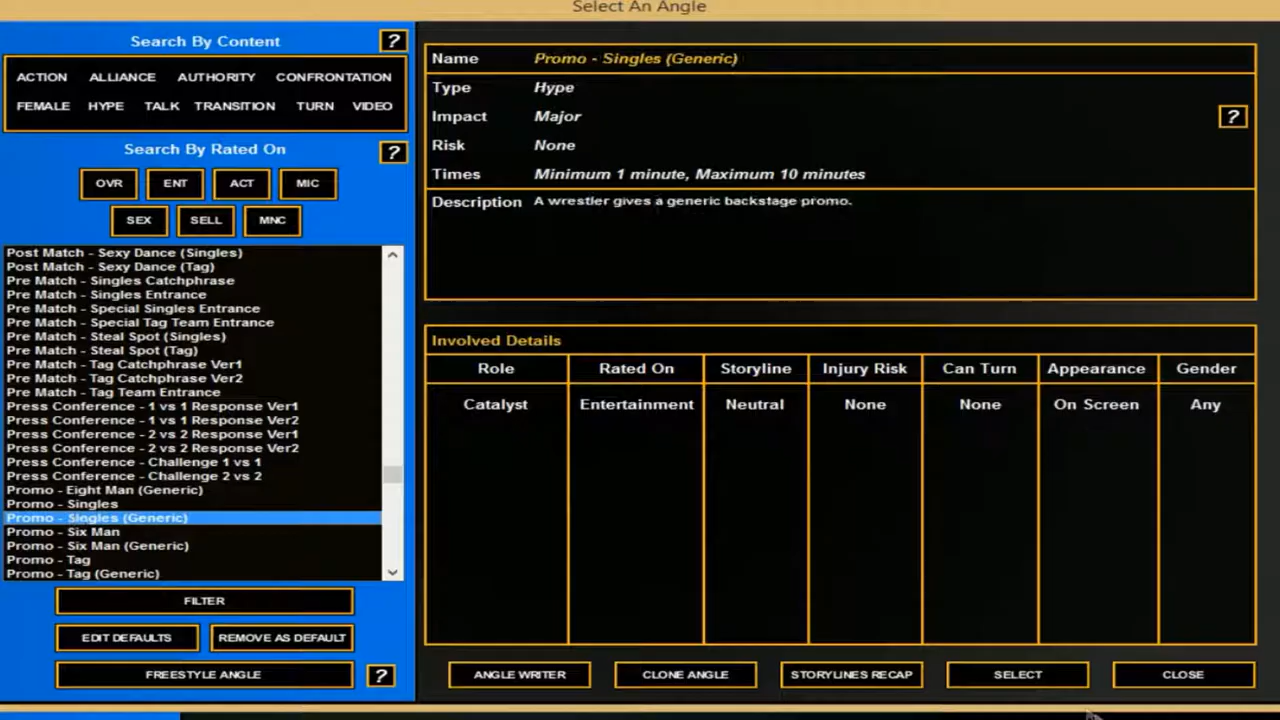 Select An Angle
Search By Content
?
ACTION ALLIANCE AUTHORITY CONFRONTATION
FEMALE HYPE TALK TRANSITION TURN VIDEO
Search By Rated On
?
OVR ENT ACT MIC
SEX SELL MNC
Post Match - Sexy Dance (Singles)
Post Match - Sexy Dance (Tag)
Pre Match - Singles Catchphrase
Pre Match - Singles Entrance
Pre Match - Special Singles Entrance
Pre Match - Special Tag Team Entrance
Pre Match - Steal Spot (Singles)
Pre Match - Steal Spot (Tag)
Pre Match - Tag Catchphrase Ver1
Pre Match - Tag Catchphrase Ver2
Pre Match - Tag Team Entrance
Press Conference - 1 vs 1 Response Ver1
Press Conference - 1 vs 1 Response Ver2
Press Conference - 2 vs 2 Response Ver1
Press Conference - 2 vs 2 Response Ver2
Press Conference - Challenge 1 vs 1
Press Conference - Challenge 2 vs 2
Promo - Eight Man (Generic)
Promo - Singles
Promo - Singles (Generic)
Promo - Six Man
Promo - Six Man (Generic)
Promo - Tag
Promo - Tag (Generic)
FILTER
EDIT DEFAULTS REMOVE AS DEFAULT
FREESTYLE ANGLE ?
Name Promo - Singles (Generic)
Type Hype
Impact Major ?
Risk None
Times Minimum 1 minute, Maximum 10 minutes
Description A wrestler gives a generic backstage promo.
Involved Details
Role Rated On Storyline Injury Risk Can Turn Appearance Gender
Catalyst Entertainment Neutral None None On Screen Any
ANGLE WRITER CLONE ANGLE STORYLINES RECAP SELECT CLOSE